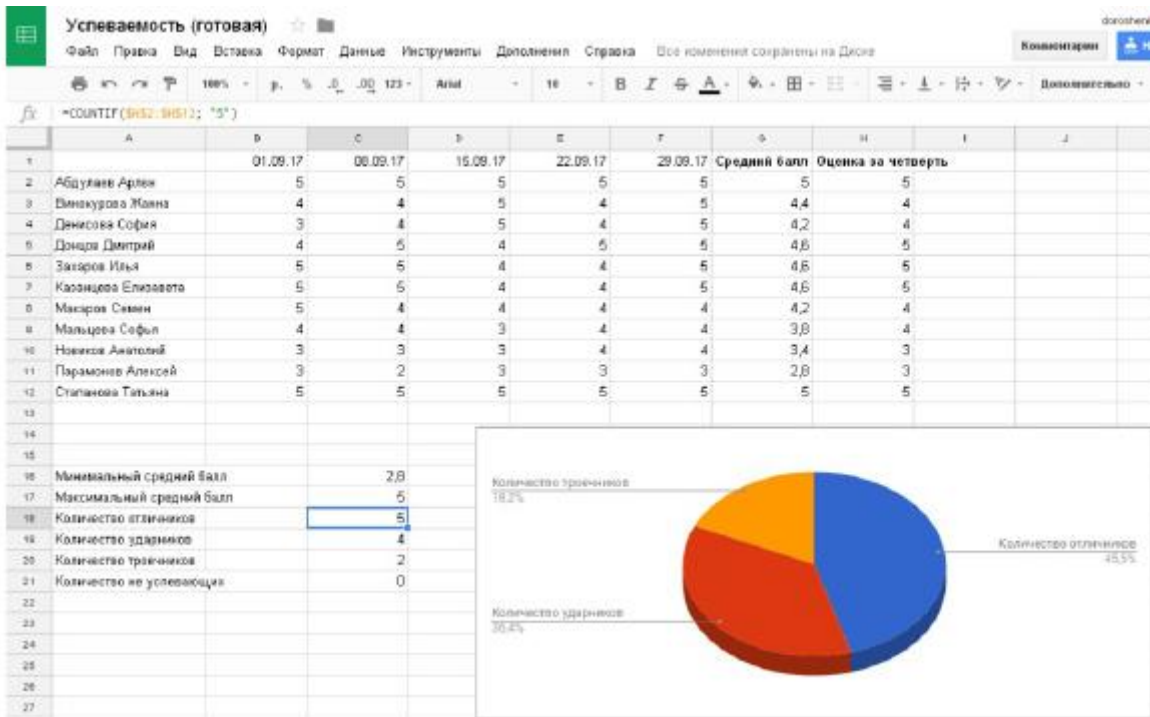 Успеваемость (готовая)
Файл Правка Вид Вставка Формат Данные Инструменты Дополнения Справка Все изменения сохранены на Диске
Комментарии
100% р. % .0 .00 123 Arial 10 B I S A Дополнительно
=COUNTIF($H$2:$H$12; "5")
A B C D E F G H I J
1 01.09.17 08.09.17 15.09.17 22.09.17 29.09.17 Средний балл Оценка за четверть
2 Абдулаев Арлен 5 5 5 5 5 5 5
3 Винокурова Жанна 4 4 5 4 5 4,4 4
4 Денисова София 3 4 5 4 5 4,2 4
5 Донцов Дмитрий 4 5 4 5 5 4,6 5
6 Захаров Илья 5 5 4 4 5 4,6 5
7 Казанцева Елизавета 5 5 4 4 5 4,6 5
8 Макаров Семен 5 4 4 4 4 4,2 4
9 Мальцева Софья 4 4 3 4 4 3,8 4
10 Новиков Анатолий 3 3 3 4 4 3,4 3
11 Парамонов Алексей 3 2 3 3 3 2,8 3
12 Степанова Татьяна 5 5 5 5 5 5 5
13
14
15
16 Минимальный средний балл 2,8
17 Максимальный средний балл 5
18 Количество отличников 5
19 Количество ударников 4
20 Количество троечников 2
21 Количество не успевающих 0
22
23
24
25
26
27
Количество троечников
18,2%
Количество отличников
45,5%
Количество ударников
36,4%